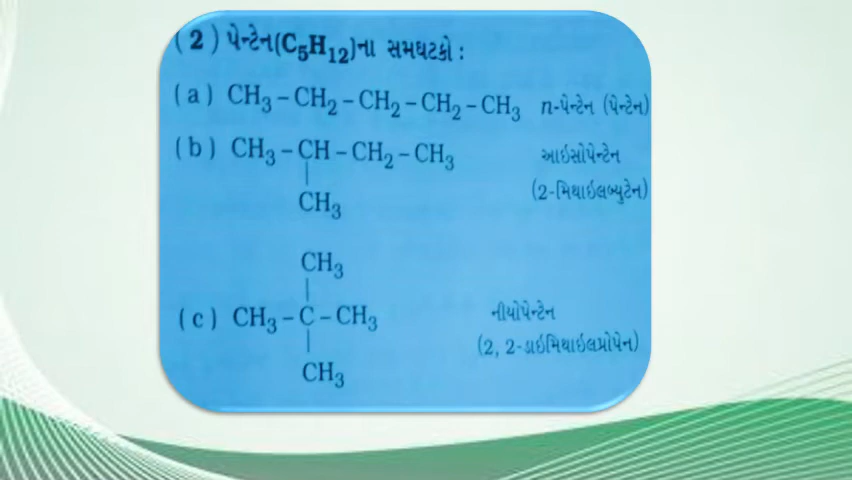 (2) પેન્ટેન(C₅H₁₂)ના સમઘટકો :
(a) CH₃ – CH₂ – CH₂ – CH₂ – CH₃ n-પેન્ટેન (પેન્ટેન)
(b) CH₃ – CH – CH₂ – CH₃ આઇસોપેન્ટેન
|
CH₃ (2-મિથાઇલબ્યુટેન)
CH₃
|
(c) CH₃ – C – CH₃ નીયોપેન્ટેન
| (2, 2-ડાઇમિથાઇલપ્રોપેન)
CH₃